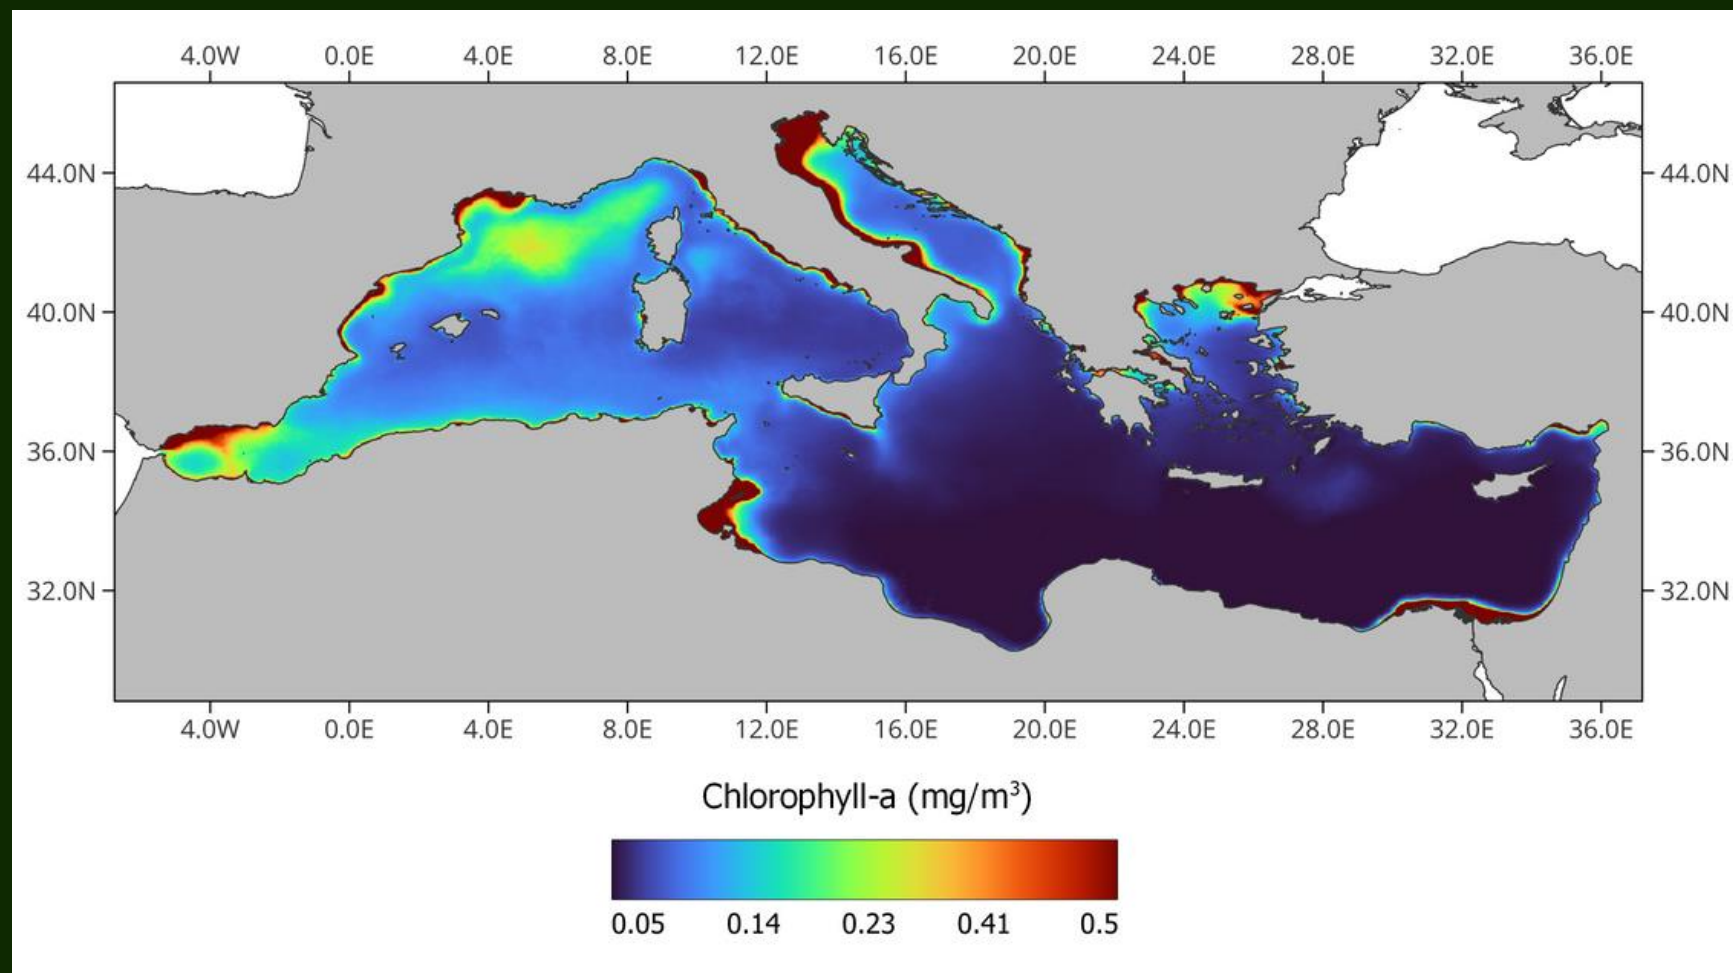 4.0W 0.0E 4.0E 8.0E 12.0E 16.0E 20.0E 24.0E 28.0E 32.0E 36.0E
44.0N 44.0N
40.0N 40.0N
36.0N 36.0N
32.0N 32.0N
4.0W 0.0E 4.0E 8.0E 12.0E 16.0E 20.0E 24.0E 28.0E 32.0E 36.0E
Chlorophyll-a (mg/m³)
0.05 0.14 0.23 0.41 0.5